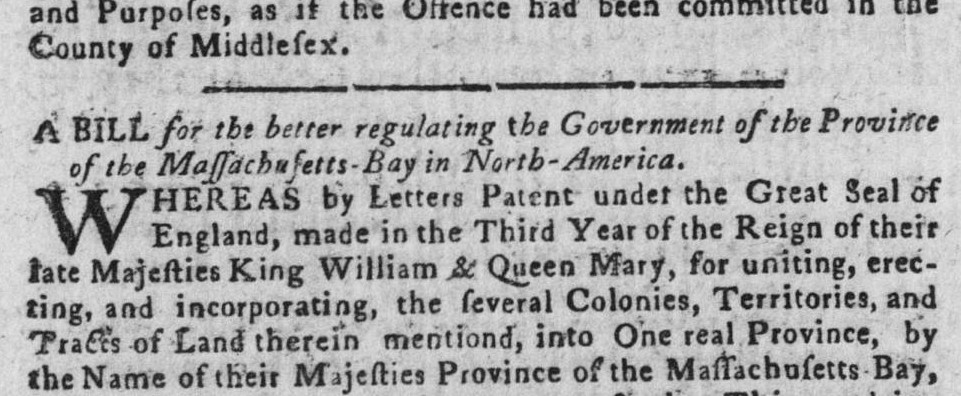 and Purpoſes, as if the Offence had been committed in the
County of Middleſex.
A BILL for the better regulating the Government of the Province
of the Maſſachuſetts-Bay in North-America.
WHEREAS by Letters Patent under the Great Seal of
England, made in the Third Year of the Reign of their
late Majeſties King William & Queen Mary, for uniting, erec-
ting, and incorporating, the ſeveral Colonies, Territories, and
Tracts of Land therein mentiond, into One real Province, by
the Name of their Majeſties Province of the Maſſachuſetts-Bay,